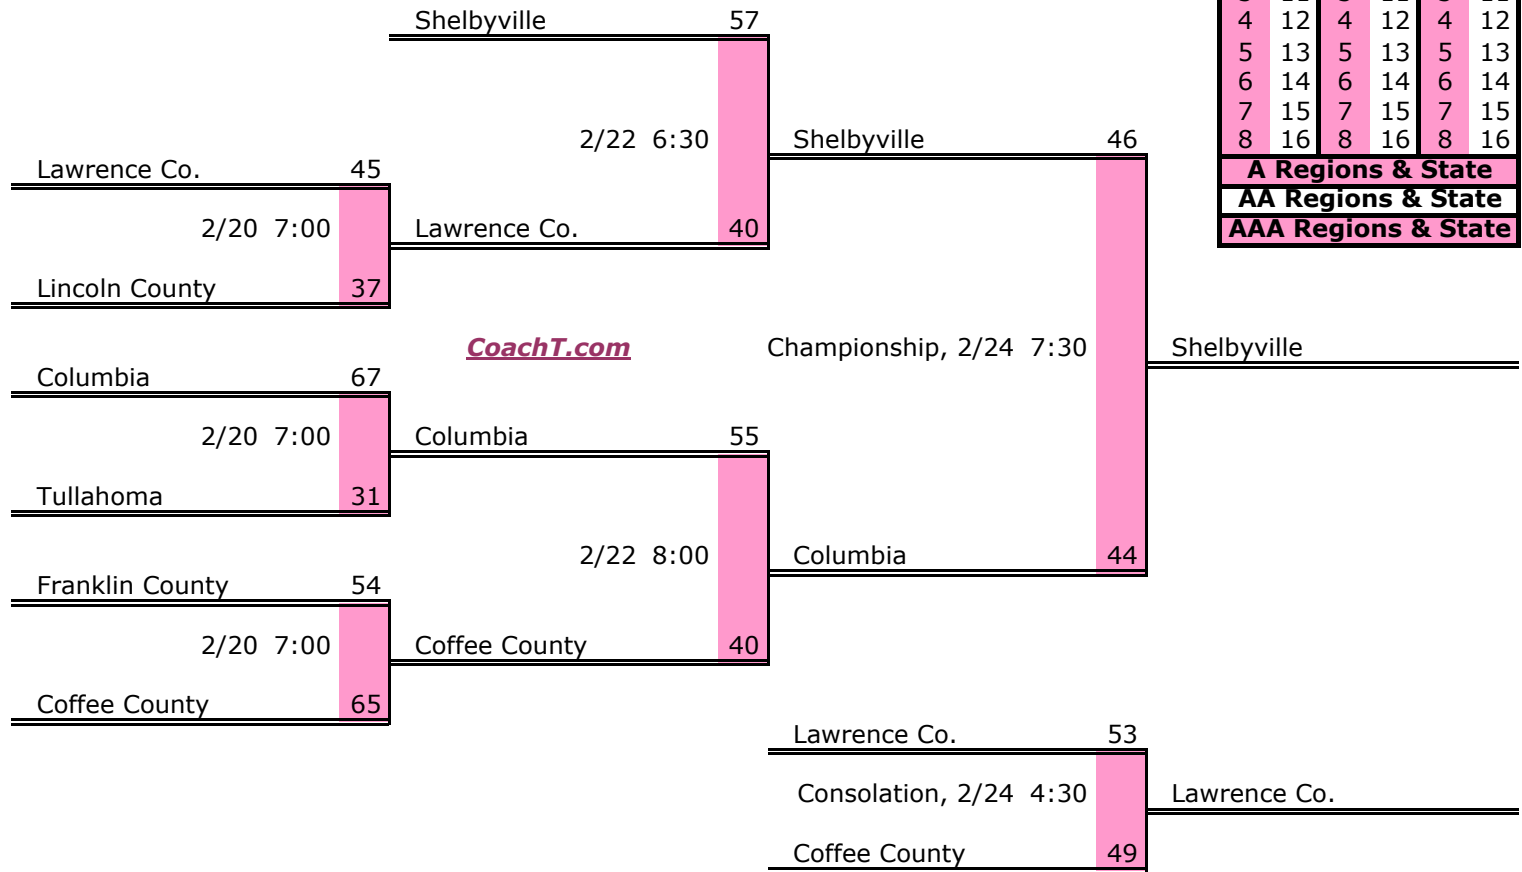 Shelbyville 57
4 12 4 12 4 12
5 13 5 13 5 13
6 14 6 14 6 14
7 15 7 15 7 15
8 16 8 16 8 16
A Regions & State
AA Regions & State
AAA Regions & State
2/22 6:30
Shelbyville 46
Lawrence Co. 45
2/20 7:00
Lawrence Co. 40
Lincoln County 37
CoachT.com
Championship, 2/24 7:30
Shelbyville
Columbia 67
2/20 7:00
Columbia 55
Tullahoma 31
2/22 8:00
Columbia 44
Franklin County 54
2/20 7:00
Coffee County 40
Coffee County 65
Lawrence Co. 53
Consolation, 2/24 4:30
Lawrence Co.
Coffee County 49